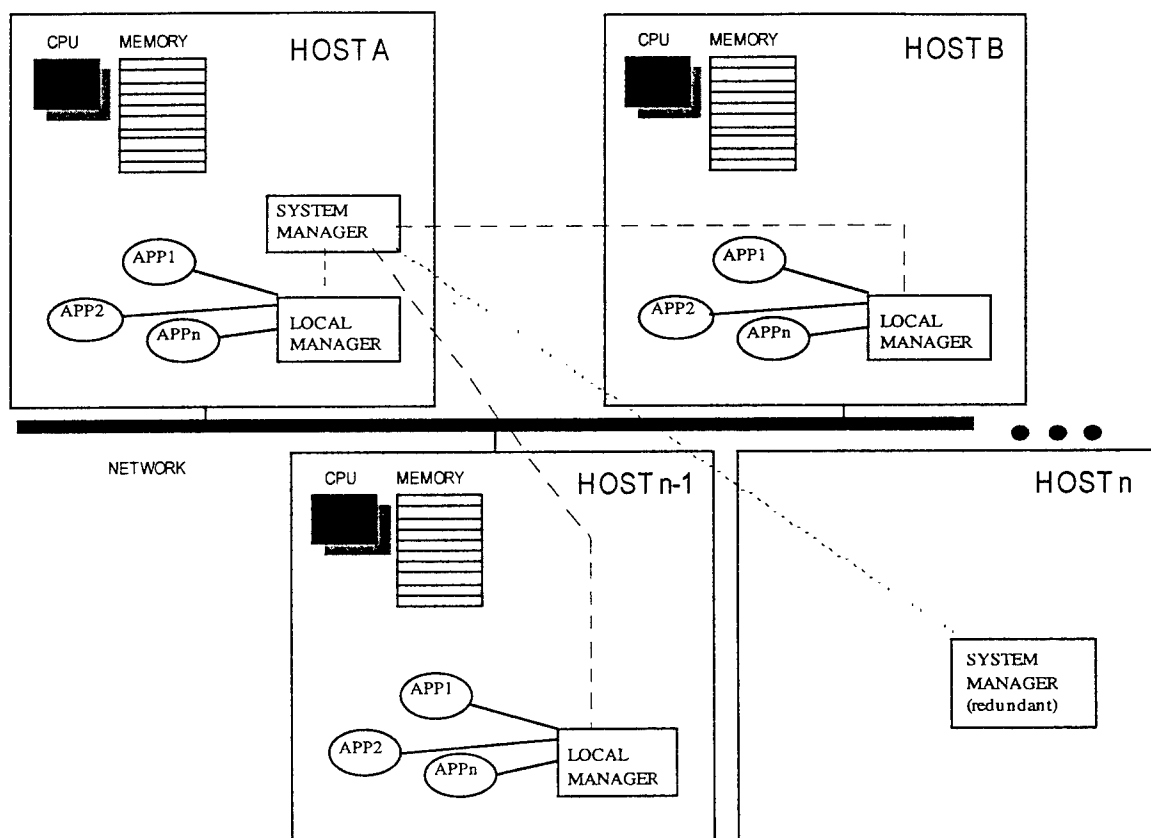 CPU MEMORY HOST A
SYSTEM
MANAGER
APP1
APP2
APPn
LOCAL
MANAGER
CPU MEMORY HOST B
APP1
APP2
APPn
LOCAL
MANAGER
NETWORK
CPU MEMORY HOST n-1
APP1
APP2
APPn
LOCAL
MANAGER
HOST n
SYSTEM
MANAGER
(redundant)